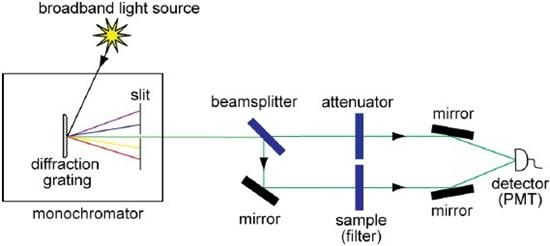 broadband light source
slit
diffraction
grating
monochromator
beamsplitter
attenuator
mirror
mirror
sample
(filter)
mirror
detector
(PMT)